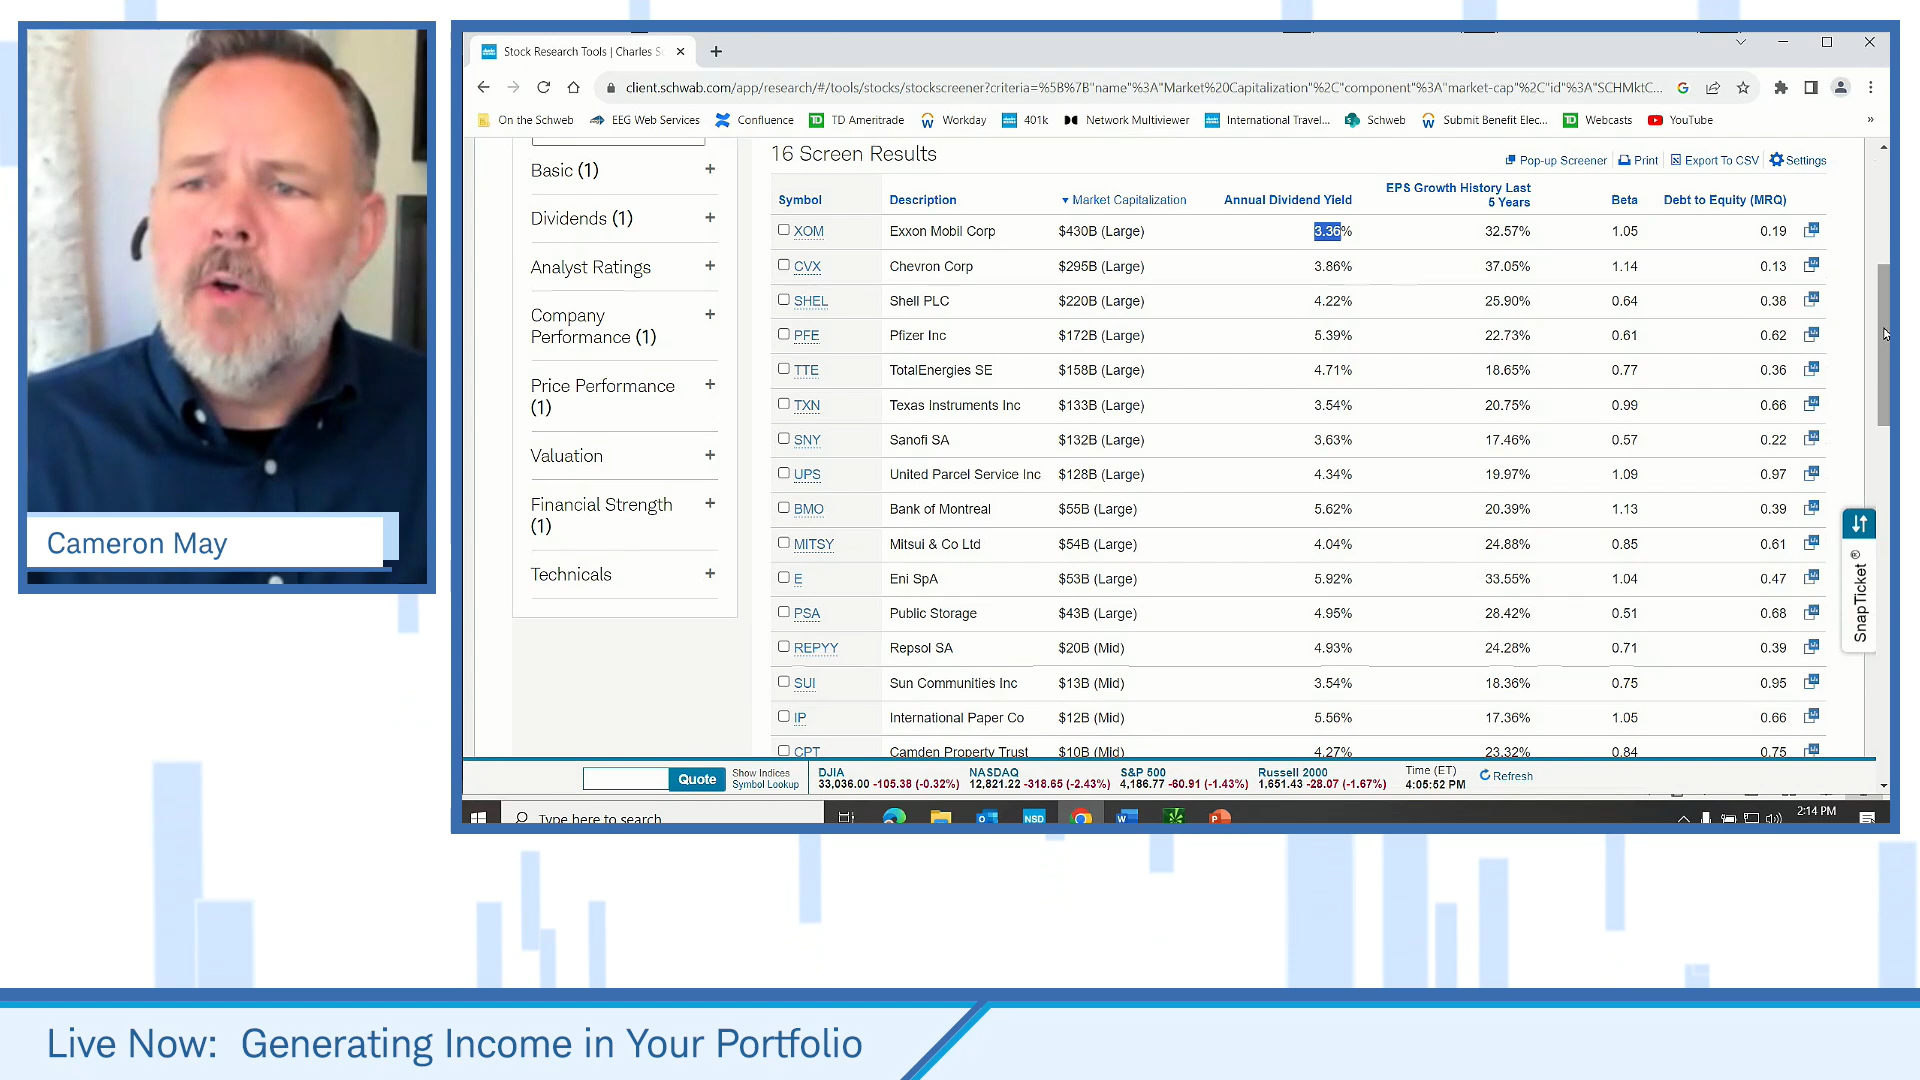 Cameron May
Stock Research Tools | Charles S
client.schwab.com/app/research/#/tools/stocks/stockscreener?criteria=%5B%7B"name"%3A"Market%20Capitalization"%2C"component"%3A"market-cap"%2C"id"%3A"SCHMktC...
On the Schweb EEG Web Services Confluence TD Ameritrade Workday 401k Network Multiviewer International Travel... Schweb Submit Benefit Elec... Webcasts YouTube »
16 Screen Results
Pop-up Screener Print Export To CSV Settings
Basic (1) +
Dividends (1) +
Analyst Ratings +
Company
Performance (1) +
Price Performance
(1) +
Valuation +
Financial Strength
(1) +
Technicals +
Symbol Description ▼ Market Capitalization Annual Dividend Yield EPS Growth History Last 5 Years Beta Debt to Equity (MRQ)
XOM Exxon Mobil Corp $430B (Large) 3.36% 32.57% 1.05 0.19
CVX Chevron Corp $295B (Large) 3.86% 37.05% 1.14 0.13
SHEL Shell PLC $220B (Large) 4.22% 25.90% 0.64 0.38
PFE Pfizer Inc $172B (Large) 5.39% 22.73% 0.61 0.62
TTE TotalEnergies SE $158B (Large) 4.71% 18.65% 0.77 0.36
TXN Texas Instruments Inc $133B (Large) 3.54% 20.75% 0.99 0.66
SNY Sanofi SA $132B (Large) 3.63% 17.46% 0.57 0.22
UPS United Parcel Service Inc $128B (Large) 4.34% 19.97% 1.09 0.97
BMO Bank of Montreal $55B (Large) 5.62% 20.39% 1.13 0.39
MITSY Mitsui & Co Ltd $54B (Large) 4.04% 24.88% 0.85 0.61
E Eni SpA $53B (Large) 5.92% 33.55% 1.04 0.47
PSA Public Storage $43B (Large) 4.95% 28.42% 0.51 0.68
REPYY Repsol SA $20B (Mid) 4.93% 24.28% 0.71 0.39
SUI Sun Communities Inc $13B (Mid) 3.54% 18.36% 0.75 0.95
IP International Paper Co $12B (Mid) 5.56% 17.36% 1.05 0.66
CPT Camden Property Trust $10B (Mid) 4.27% 23.32% 0.84 0.75
SnapTicket ®
Quote
Show Indices
Symbol Lookup
DJIA
33,036.00 -105.38 (-0.32%)
NASDAQ
12,821.22 -318.65 (-2.43%)
S&P 500
4,186.77 -60.91 (-1.43%)
Russell 2000
1,651.43 -28.07 (-1.67%)
Time (ET)
4:05:52 PM
Refresh
Type here to search
NSD
2:14 PM
Live Now: Generating Income in Your Portfolio